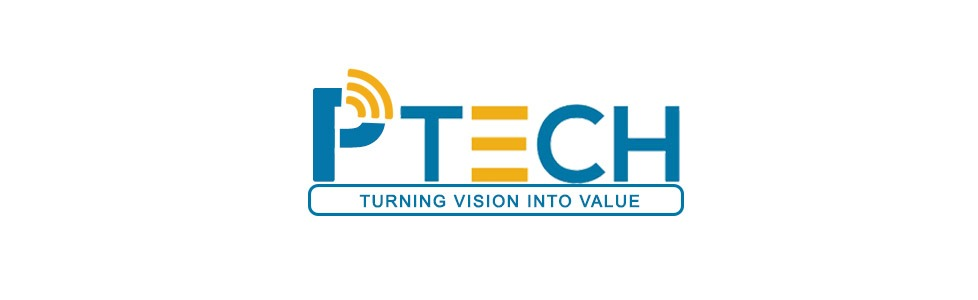 PTECH
TURNING VISION INTO VALUE